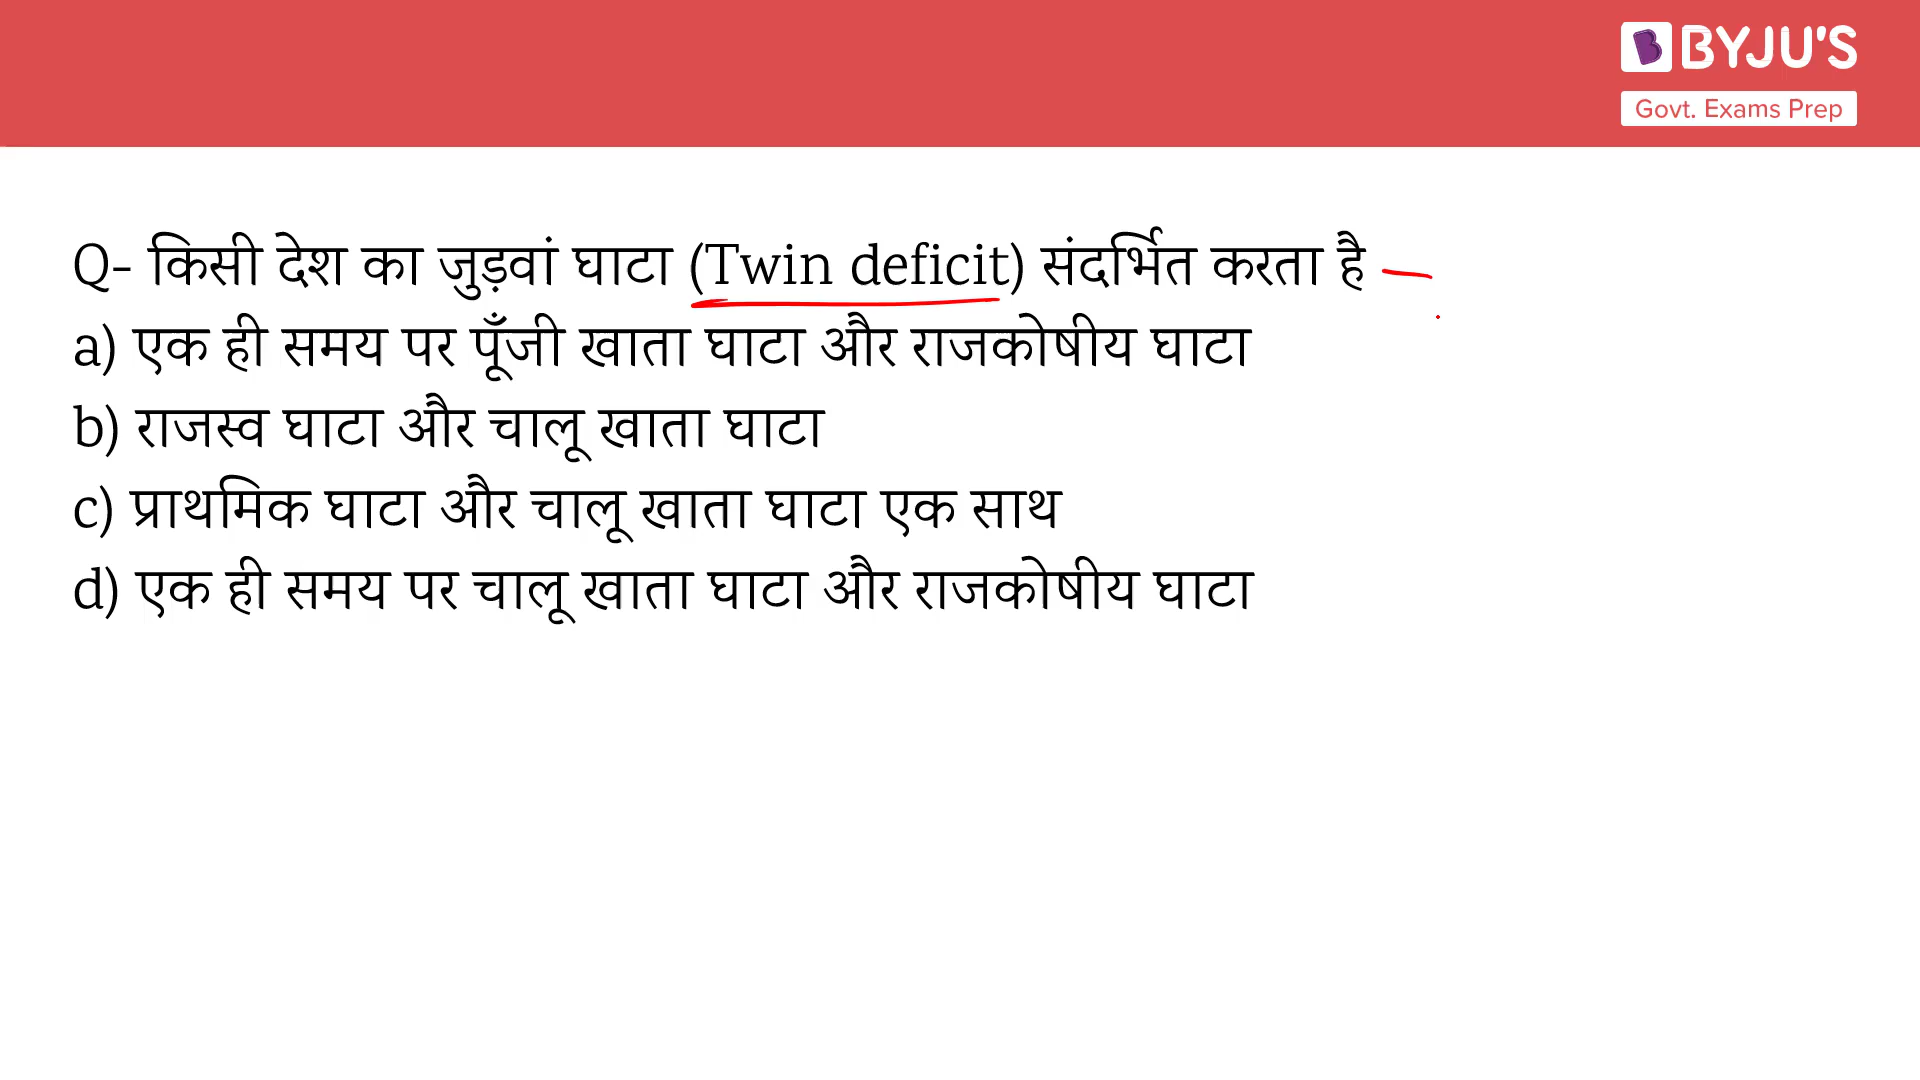 BYJU'S
Govt. Exams Prep
Q- किसी देश का जुड़वां घाटा (Twin deficit) संदर्भित करता है
a) एक ही समय पर पूँजी खाता घाटा और राजकोषीय घाटा
b) राजस्व घाटा और चालू खाता घाटा
c) प्राथमिक घाटा और चालू खाता घाटा एक साथ
d) एक ही समय पर चालू खाता घाटा और राजकोषीय घाटा